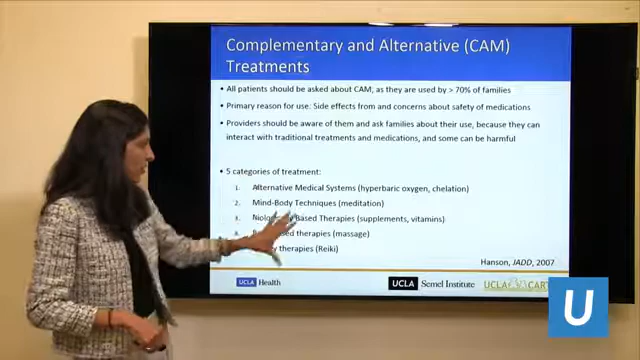 Complementary and Alternative (CAM)
Treatments
• All patients should be asked about CAM, as they are used by > 70% of families
• Primary reason for use: Side effects from and concerns about safety of medications
• Providers should be aware of them and ask families about their use, because they can
interact with traditional treatments and medications, and some can be harmful
• 5 categories of treatment:
1. Alternative Medical Systems (hyperbaric oxygen, chelation)
2. Mind-Body Techniques (meditation)
3. Based Therapies (supplements, vitamins)
therapies (massage)
therapies (Reiki)
Hanson, JADD, 2007
UCLA Health
UCLA Semel Institute
UCLA CART
U